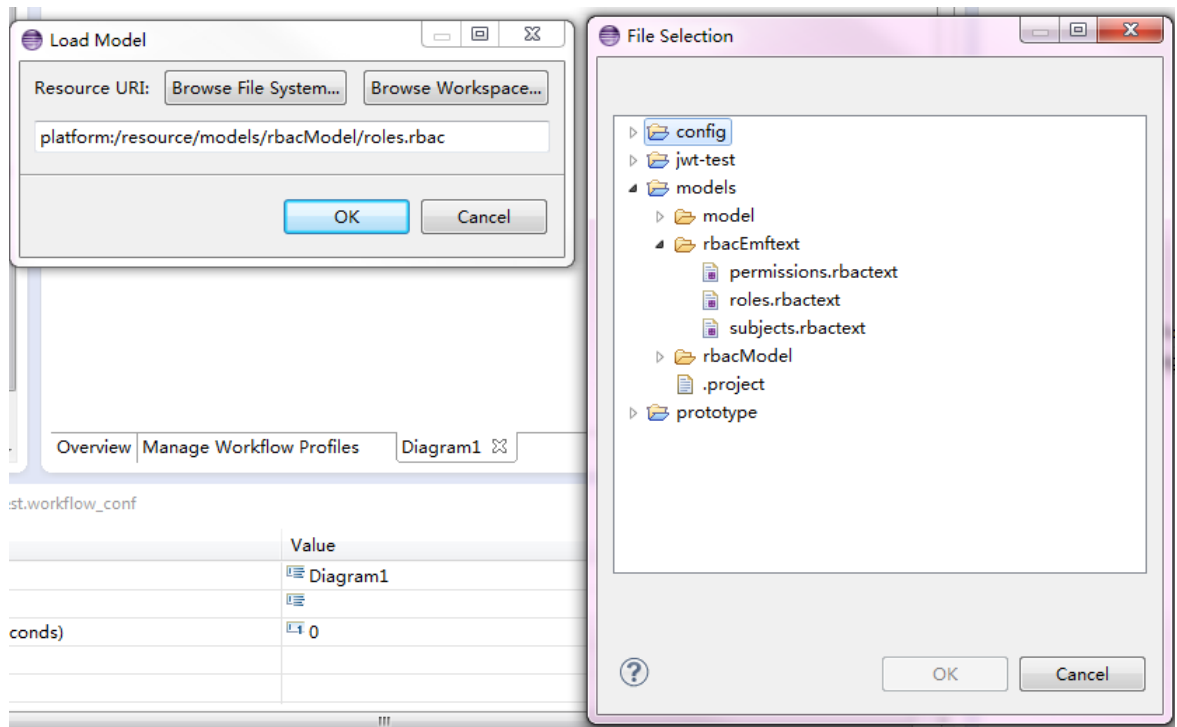 Load Model
Resource URI: Browse File System... Browse Workspace...
platform:/resource/models/rbacModel/roles.rbac
OK Cancel
Overview Manage Workflow Profiles Diagram1
st.workflow_conf
Value
Diagram1
conds) 0
File Selection
config
jwt-test
models
model
rbacEmftext
permissions.rbactext
roles.rbactext
subjects.rbactext
rbacModel
.project
prototype
OK Cancel